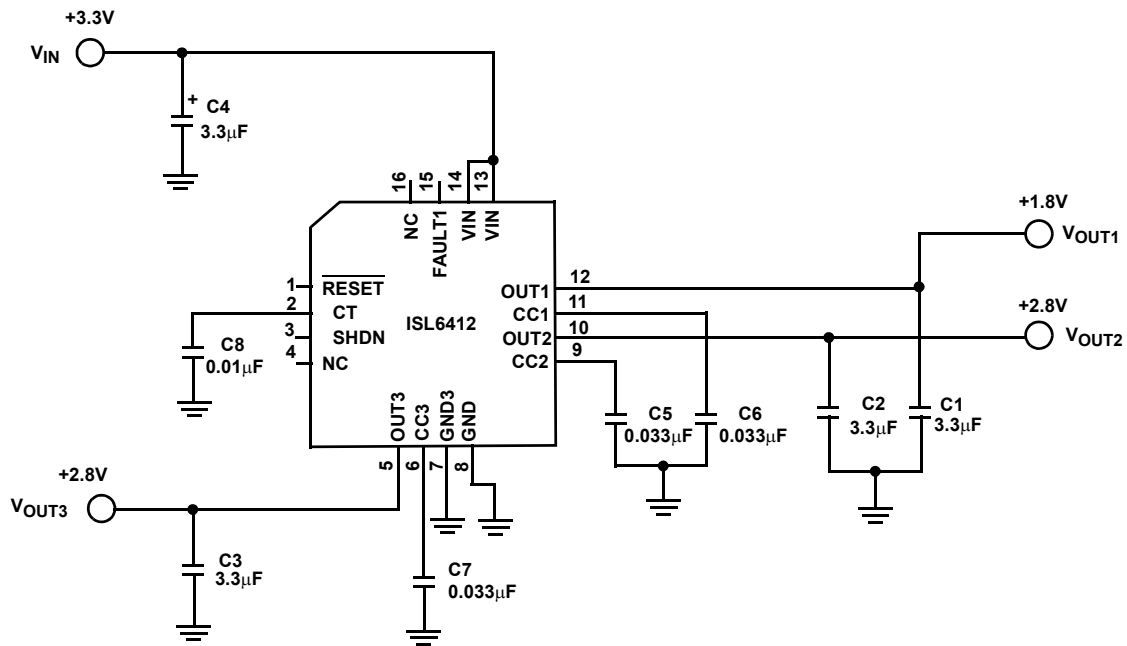 +3.3V
VIN
+
C4
3.3μF
16
15
14
13
NC
FAULT1
VIN
VIN
+1.8V
VOUT1
1
RESET
2
CT
3
SHDN
4
NC
ISL6412
OUT1
12
CC1
11
OUT2
10
CC2
9
+2.8V
VOUT2
C8
0.01μF
OUT3
CC3
GND3
GND
5
6
7
8
C5
0.033μF
C6
0.033μF
C2
3.3μF
C1
3.3μF
+2.8V
VOUT3
C3
3.3μF
C7
0.033μF